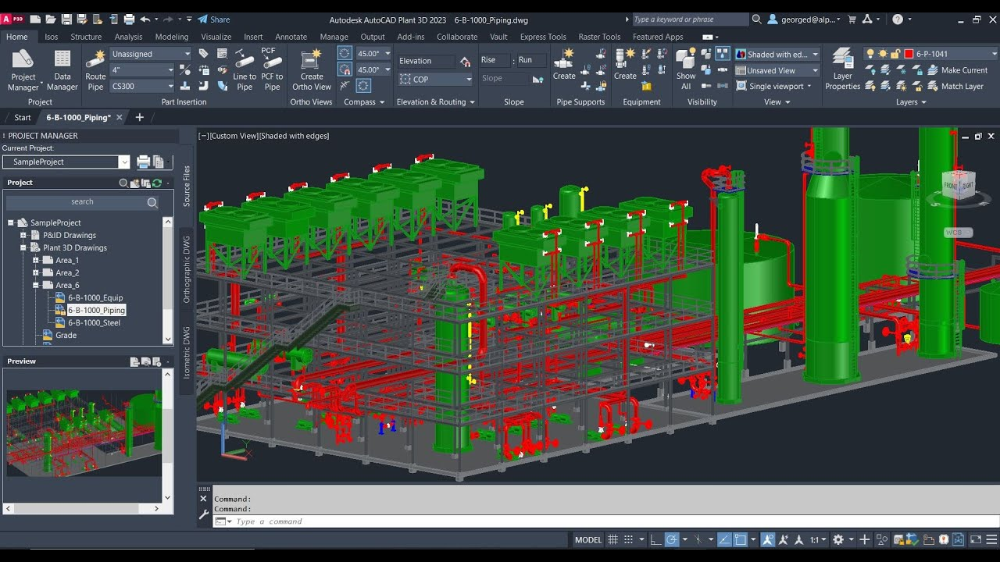 A P3D Share Autodesk AutoCAD Plant 3D 2023 6-B-1000_Piping.dwg Type a keyword or phrase georged@alp...
Home Isos Structure Analysis Modeling Visualize Insert Annotate Manage Output Add-ins Collaborate Vault Express Tools Raster Tools Featured Apps
Project Manager
Data Manager
Project
Route Pipe
Unassigned
4"
CS300
Line to Pipe
PCF
PCF to Pipe
Part Insertion
Create Ortho View
Ortho Views
45.00°
45.00°
Compass
Elevation
COP
Elevation & Routing
Rise : Run
Slope
Slope
Create
Pipe Supports
Create
Equipment
Show All
Visibility
Shaded with ed...
Unsaved View
Single viewport
View
Layer Properties
6-P-1041
Make Current
Match Layer
Layers
Start 6-B-1000_Piping* × +
PROJECT MANAGER
Current Project:
SampleProject
Project
search
SampleProject
P&ID Drawings
Plant 3D Drawings
Area_1
Area_2
Area_6
6-B-1000_Equip
6-B-1000_Piping
6-B-1000_Steel
Grade
Source Files
Orthographic DWG
Isometric DWG
Preview
[−][Custom View][Shaded with edges]
FRONT RIGHT
WCS
Y
X
Command:
Command:
Type a command
MODEL 1:1